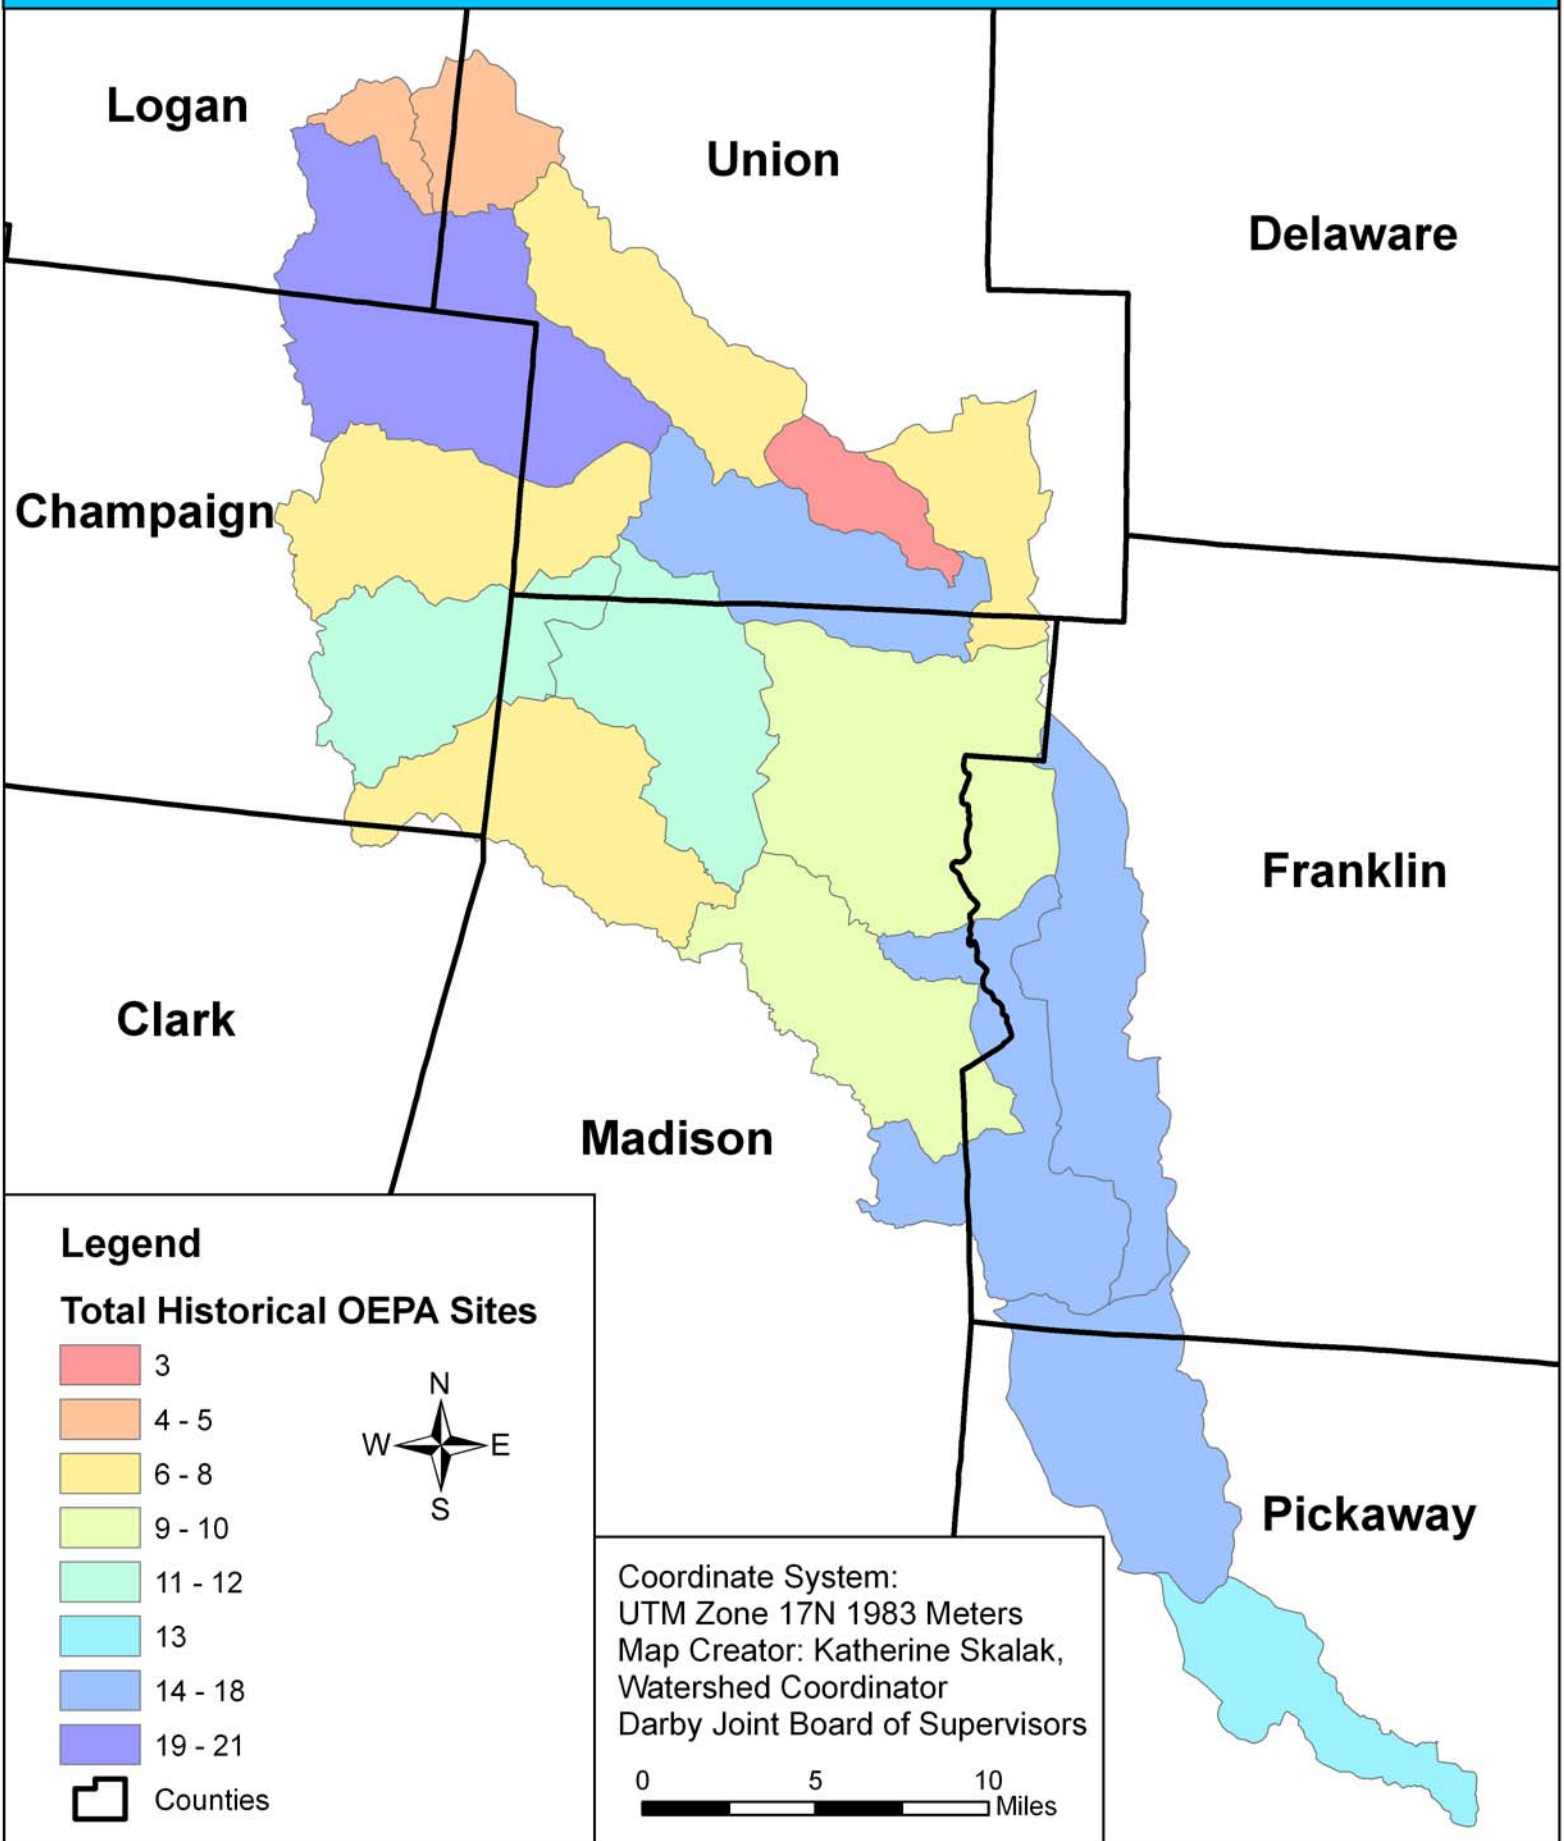 Logan
Union
Delaware
Champaign
Franklin
Clark
Madison
Pickaway
Legend
Total Historical OEPA Sites
3
4 - 5
6 - 8
9 - 10
11 - 12
13
14 - 18
19 - 21
Counties
N
W E
S
Coordinate System:
UTM Zone 17N 1983 Meters
Map Creator: Katherine Skalak,
Watershed Coordinator
Darby Joint Board of Supervisors
0 5 10
Miles